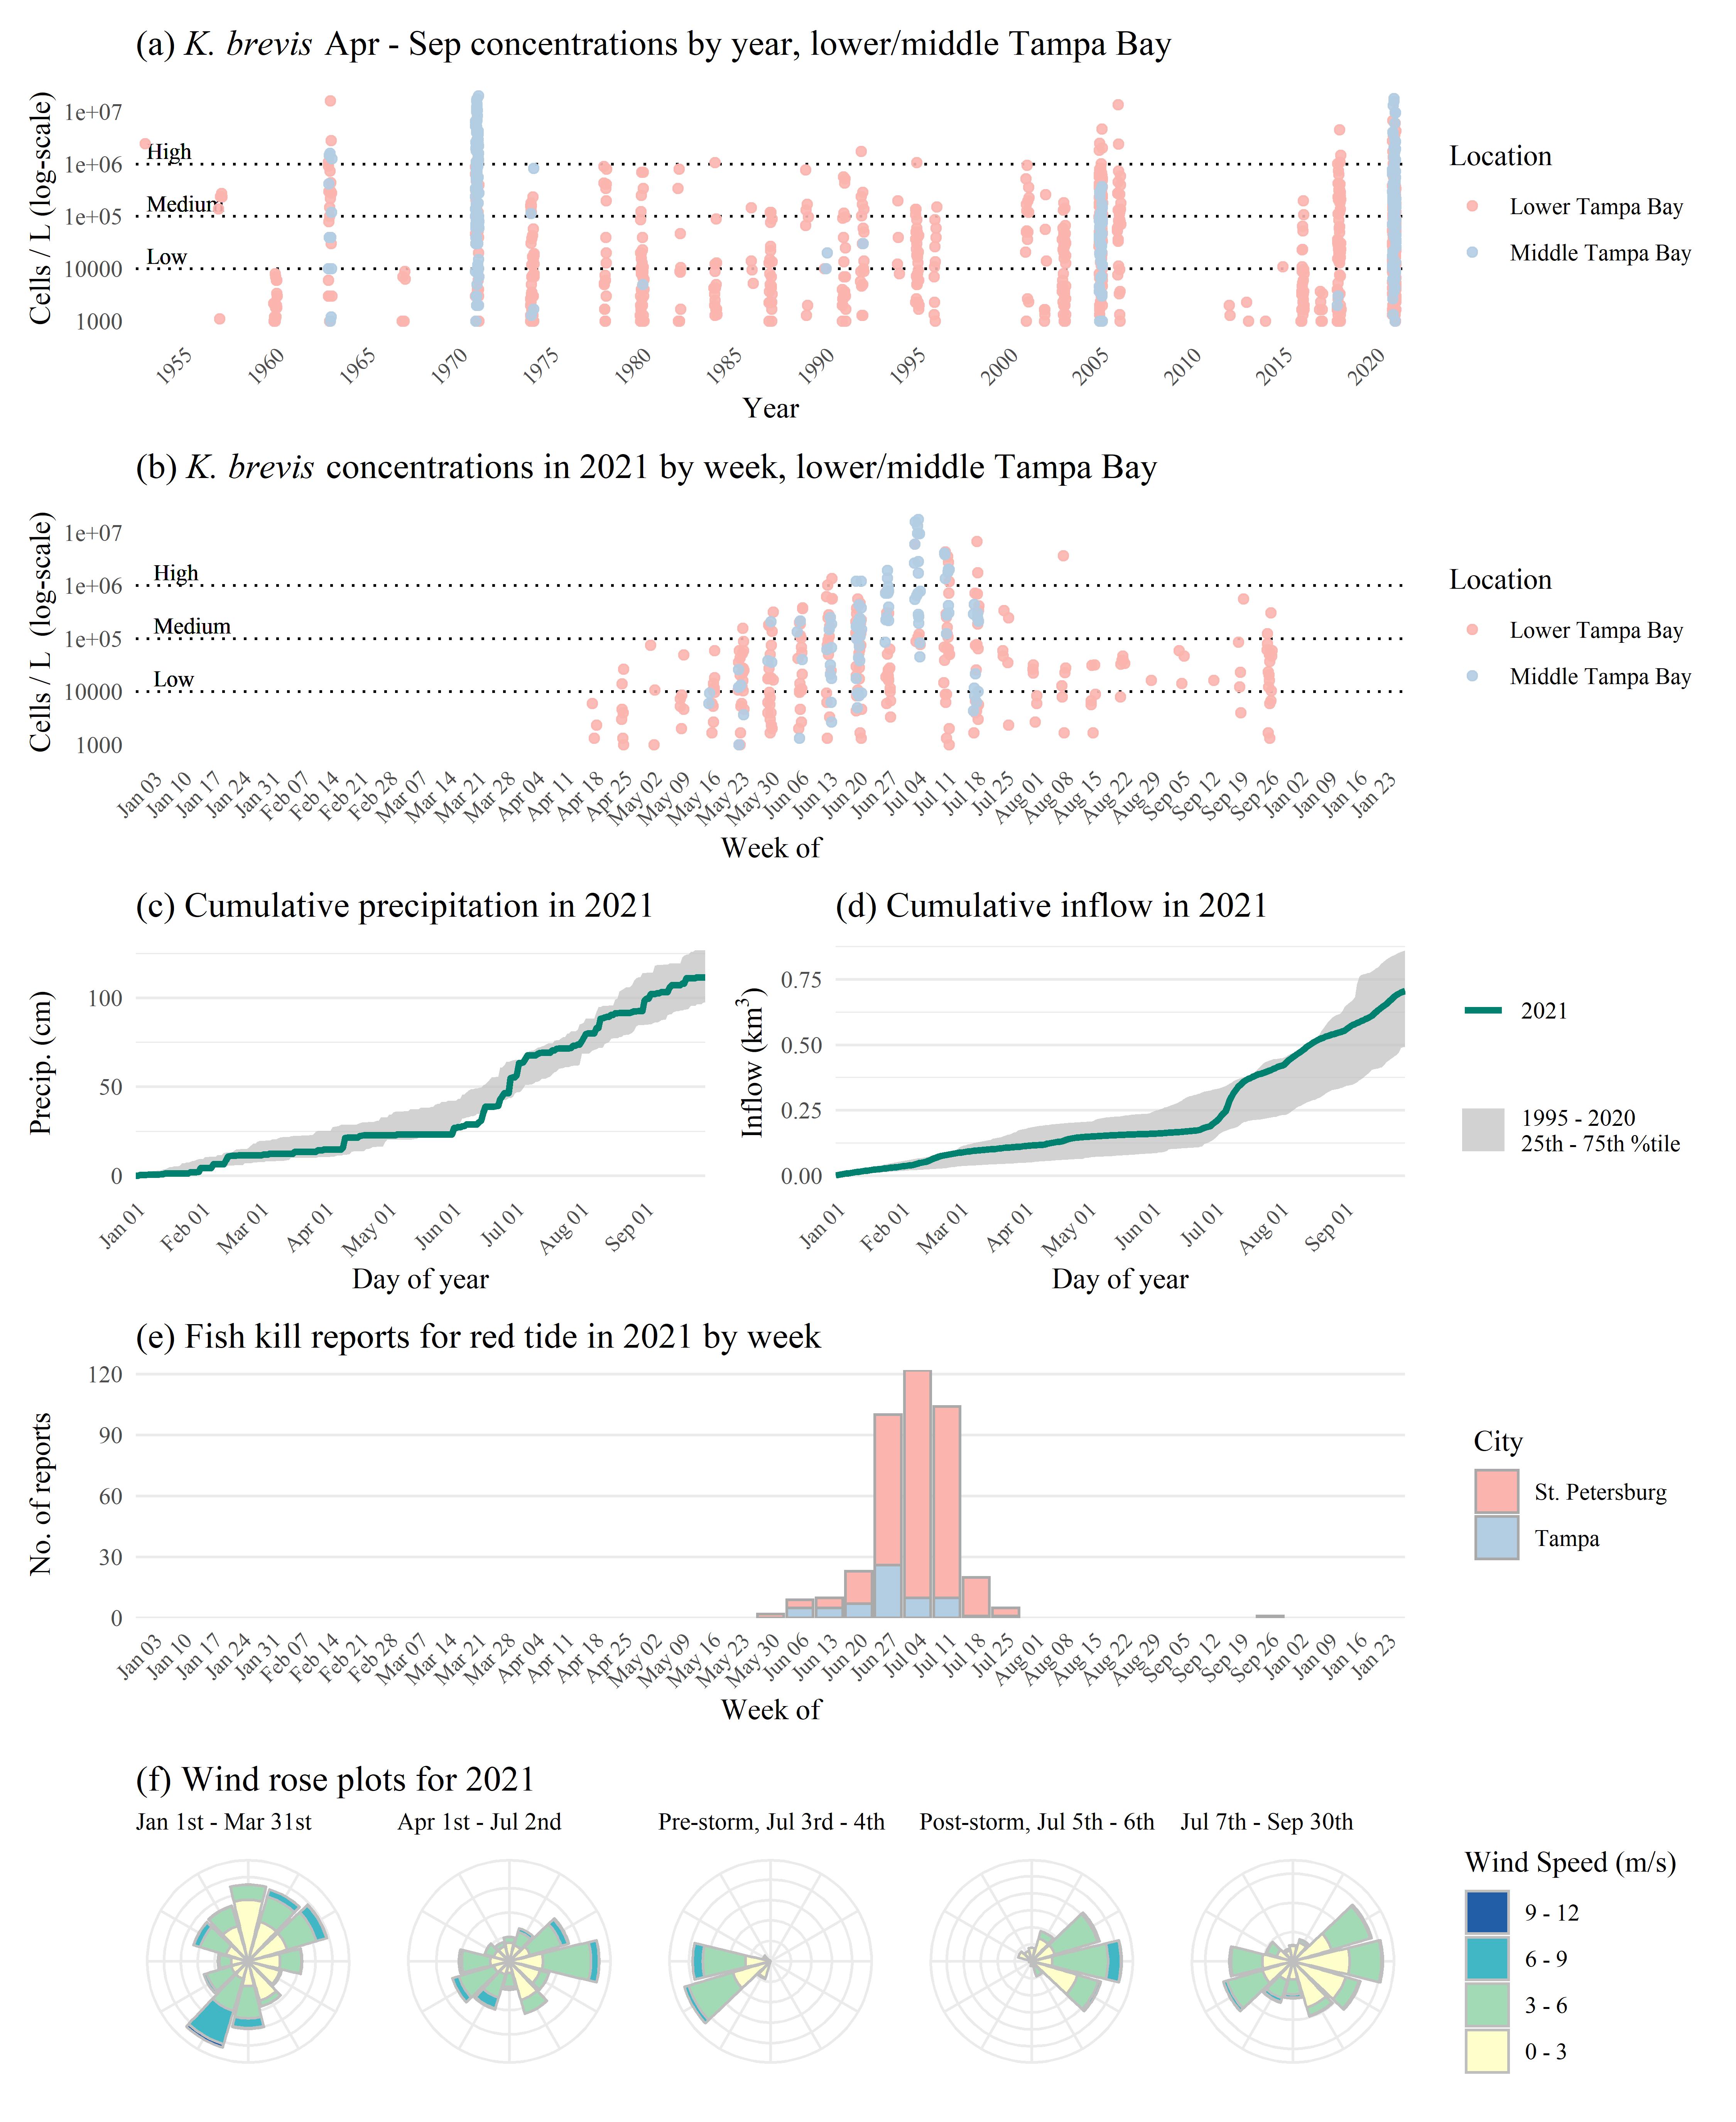 (a) K. brevis Apr - Sep concentrations by year, lower/middle Tampa Bay
Cells / L (log-scale)
1e+07
1e+06
1e+05
10000
1000
High
Medium
Low
1955
1960
1965
1970
1975
1980
1985
1990
1995
2000
2005
2010
2015
2020
Year
Location
Lower Tampa Bay
Middle Tampa Bay
(b) K. brevis concentrations in 2021 by week, lower/middle Tampa Bay
Cells / L (log-scale)
1e+07
1e+06
1e+05
10000
1000
High
Medium
Low
Jan 03
Jan 10
Jan 17
Jan 24
Jan 31
Feb 07
Feb 14
Feb 21
Feb 28
Mar 07
Mar 14
Mar 21
Mar 28
Apr 04
Apr 11
Apr 18
Apr 25
May 02
May 09
May 16
May 23
May 30
Jun 06
Jun 13
Jun 20
Jun 27
Jul 04
Jul 11
Jul 18
Jul 25
Aug 01
Aug 08
Aug 15
Aug 22
Aug 29
Sep 05
Sep 12
Sep 19
Sep 26
Jan 02
Jan 09
Jan 16
Jan 23
Week of
Location
Lower Tampa Bay
Middle Tampa Bay
(c) Cumulative precipitation in 2021
Precip. (cm)
100
50
0
Jan 01
Feb 01
Mar 01
Apr 01
May 01
Jun 01
Jul 01
Aug 01
Sep 01
Day of year
(d) Cumulative inflow in 2021
Inflow (km³)
0.75
0.50
0.25
0.00
Jan 01
Feb 01
Mar 01
Apr 01
May 01
Jun 01
Jul 01
Aug 01
Sep 01
Day of year
2021
1995 - 2020
25th - 75th %tile
(e) Fish kill reports for red tide in 2021 by week
No. of reports
120
90
60
30
0
Jan 03
Jan 10
Jan 17
Jan 24
Jan 31
Feb 07
Feb 14
Feb 21
Feb 28
Mar 07
Mar 14
Mar 21
Mar 28
Apr 04
Apr 11
Apr 18
Apr 25
May 02
May 09
May 16
May 23
May 30
Jun 06
Jun 13
Jun 20
Jun 27
Jul 04
Jul 11
Jul 18
Jul 25
Aug 01
Aug 08
Aug 15
Aug 22
Aug 29
Sep 05
Sep 12
Sep 19
Sep 26
Jan 02
Jan 09
Jan 16
Jan 23
Week of
City
St. Petersburg
Tampa
(f) Wind rose plots for 2021
Jan 1st - Mar 31st
Apr 1st - Jul 2nd
Pre-storm, Jul 3rd - 4th
Post-storm, Jul 5th - 6th
Jul 7th - Sep 30th
Wind Speed (m/s)
9 - 12
6 - 9
3 - 6
0 - 3